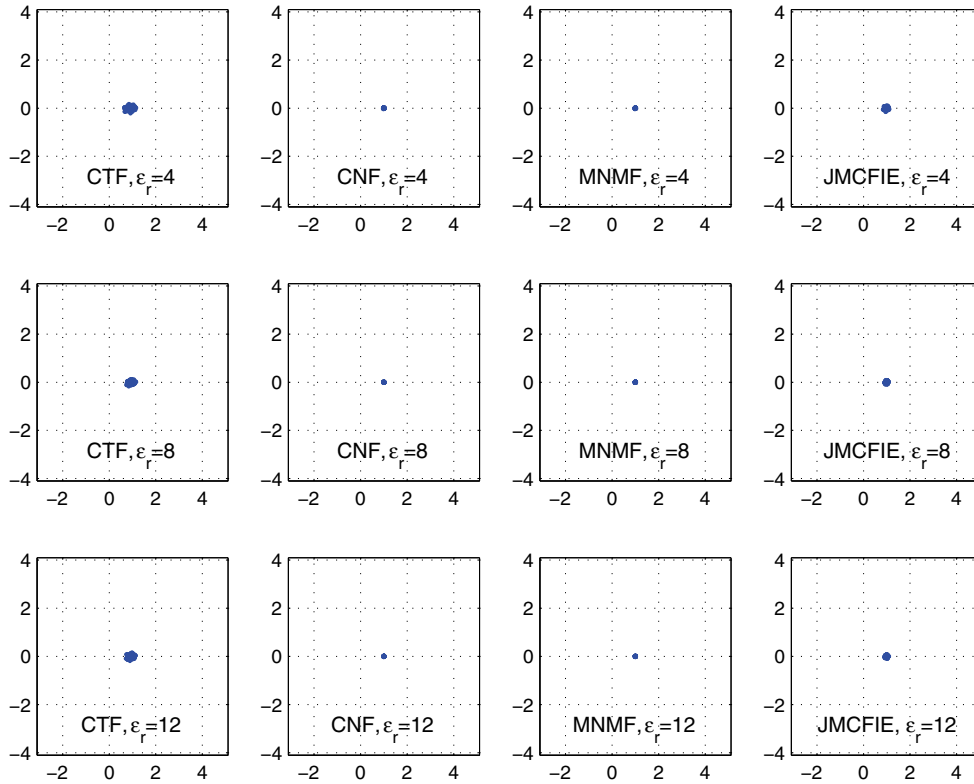 4 4 4 4
2 2 2 2
0 0 0 0
−2 −2 −2 −2
CTF, εr=4 CNF, εr=4 MNMF, εr=4 JMCFIE, εr=4
−4 −4 −4 −4
−2 0 2 4 −2 0 2 4 −2 0 2 4 −2 0 2 4
4 4 4 4
2 2 2 2
0 0 0 0
−2 −2 −2 −2
CTF, εr=8 CNF, εr=8 MNMF, εr=8 JMCFIE, εr=8
−4 −4 −4 −4
−2 0 2 4 −2 0 2 4 −2 0 2 4 −2 0 2 4
4 4 4 4
2 2 2 2
0 0 0 0
−2 −2 −2 −2
CTF, εr=12 CNF, εr=12 MNMF, εr=12 JMCFIE, εr=12
−4 −4 −4 −4
−2 0 2 4 −2 0 2 4 −2 0 2 4 −2 0 2 4